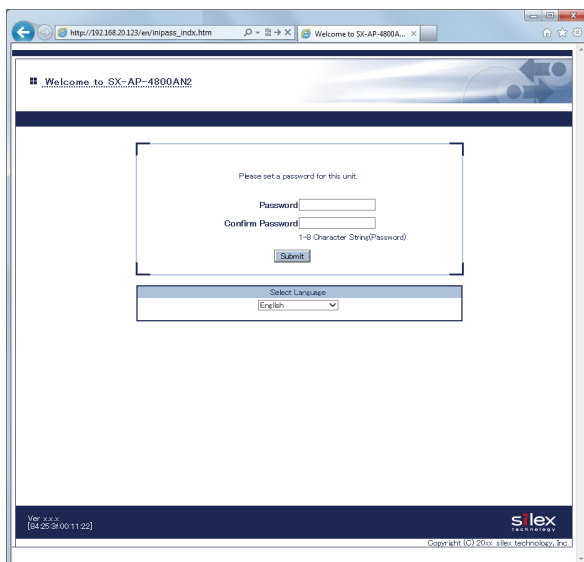 http://192.168.20.123/en/inipass_indx.htm
Welcome to SX-AP-4800A...
Welcome to SX-AP-4800AN2
Please set a password for this unit.
Password
Confirm Password
1-8 Character String(Password)
Submit
Select Language
English
Ver x.x.x
[84:25:3f:00:11:22]
silex
technology
Copyright (C) 20xx silex technology, Inc.